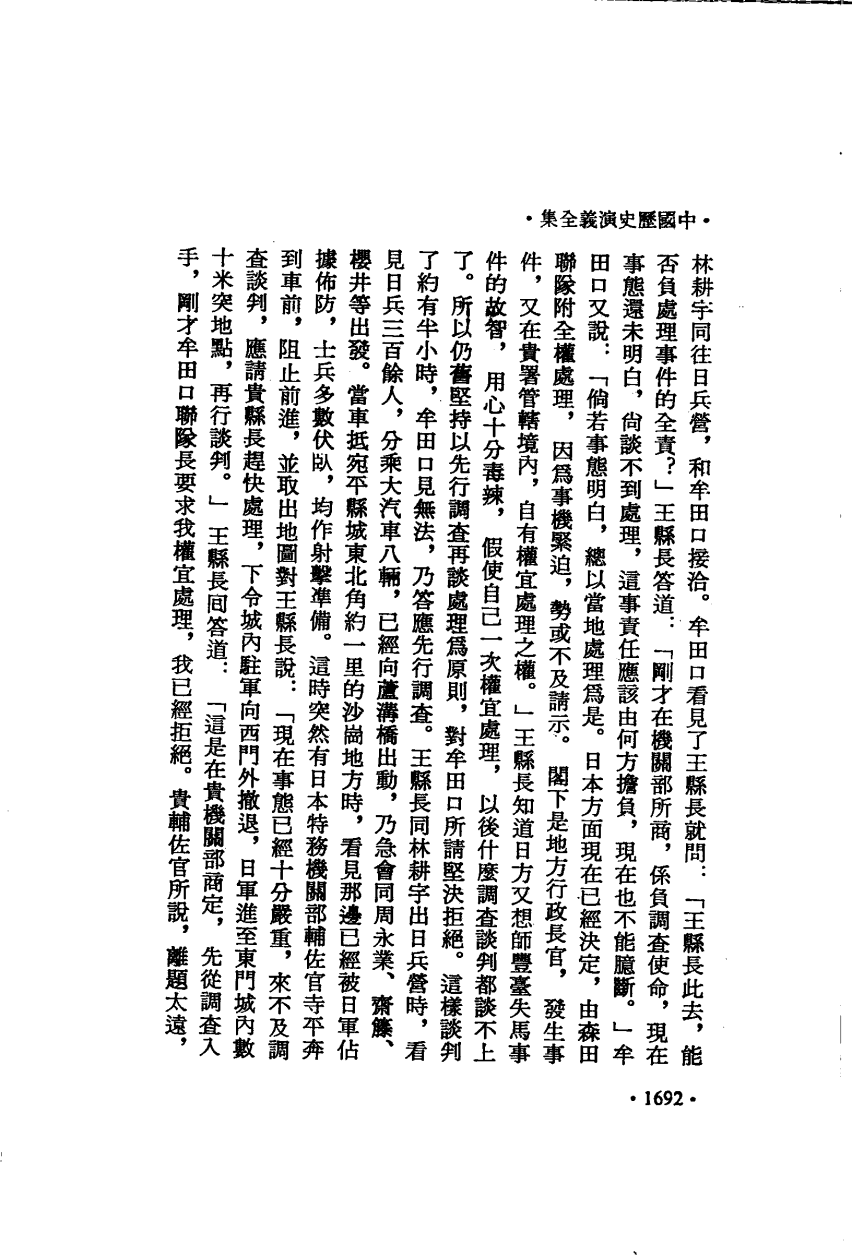 •中國歷史演義全集•
林耕宇同往日兵營，和牟田口接洽。牟田口看見了王縣長就問：「王縣長此去，能
否負處理事件的全責？」王縣長答道：「剛才在機關部所商，係負調查使命，現在
事態還未明白，尙談不到處理，這事責任應該由何方擔負，現在也不能臆斷。」牟
田口又說：「倘若事態明白，總以當地處理爲是。日本方面現在已經決定，由森田
聯隊附全權處理，因爲事機緊迫，勢或不及請示。閣下是地方行政長官，發生事
件，又在貴署管轄境內，自有權宜處理之權。」王縣長知道日方又想師豐臺失馬事
件的故智，用心十分毒辣，假使自己一次權宜處理，以後什麼調查談判都談不上
了。所以仍舊堅持以先行調查再談處理爲原則，對牟田口所請堅決拒絕。這樣談判
了約有半小時，牟田口見無法，乃答應先行調查。王縣長同林耕宇出日兵營時，看
見日兵三百餘人，分乘大汽車八輛，已經向蘆溝橋出動，乃急會同周永業、齋籐、
櫻井等出發。當車抵宛平縣城東北角約一里的沙崗地方時，看見那邊已經被日軍佔
據佈防，士兵多數伏臥，均作射擊準備。這時突然有日本特務機關部輔佐官寺平奔
到車前，阻止前進，並取出地圖對王縣長說：「現在事態已經十分嚴重，來不及調
查談判，應請貴縣長趕快處理，下令城內駐軍向西門外撤退，日軍進至東門城內數
十米突地點，再行談判。」王縣長回答道：「這是在貴機關部商定，先從調查入
手，剛才牟田口聯隊長要求我權宜處理，我已經拒絕。貴輔佐官所說，離題太遠，
•1692•